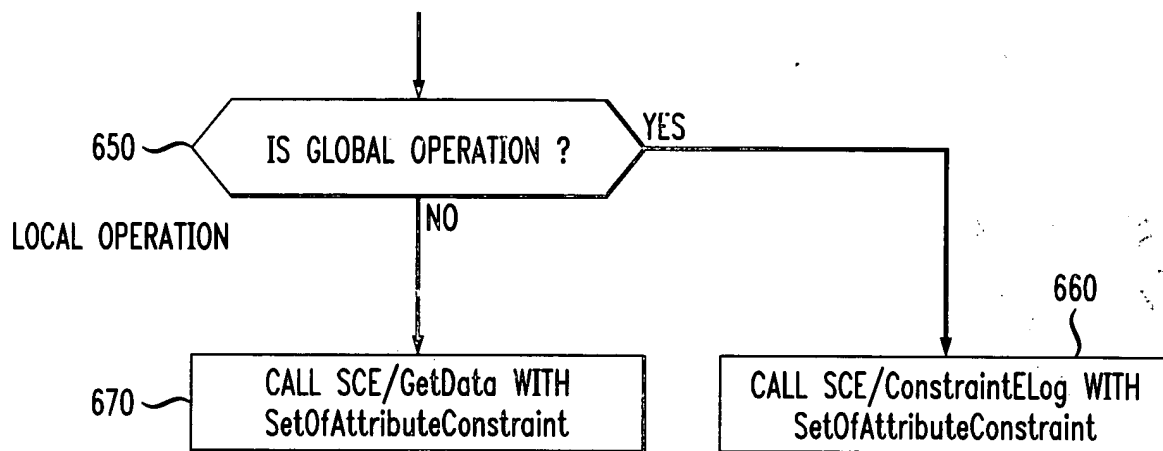 650
IS GLOBAL OPERATION ?
YES
NO
LOCAL OPERATION
660
670
CALL SCE/GetData WITH
SetOfAttributeConstraint
CALL SCE/ConstraintELog WITH
SetOfAttributeConstraint